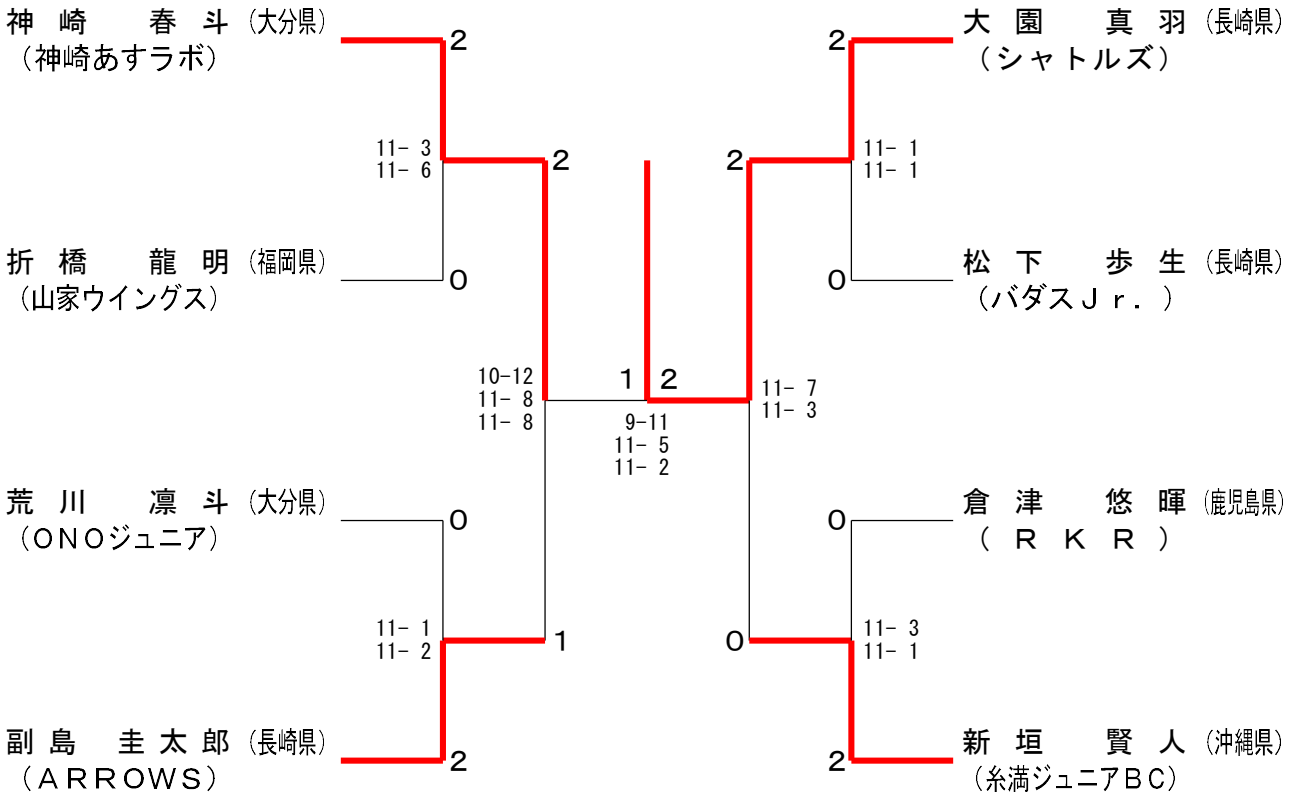 神崎 春斗 (大分県)
(神崎あすラボ)
2
11- 3
11- 6
2
折橋 龍明 (福岡県)
(山家ウイングス)
0
10-12
11- 8
11- 8
荒川 凛斗 (大分県)
(ONOジュニア)
0
11- 1
11- 2
1
副島 圭太郎 (長崎県)
(ARROWS)
2
1 2
9-11
11- 5
11- 2
2 大園 真羽 (長崎県)
(シャトルズ)
2
11- 1
11- 1
0 松下 歩生 (長崎県)
(バダスJr.)
11- 7
11- 3
0 倉津 悠暉 (鹿児島県)
(RKR)
0
11- 3
11- 1
2 新垣 賢人 (沖縄県)
(糸満ジュニアBC)